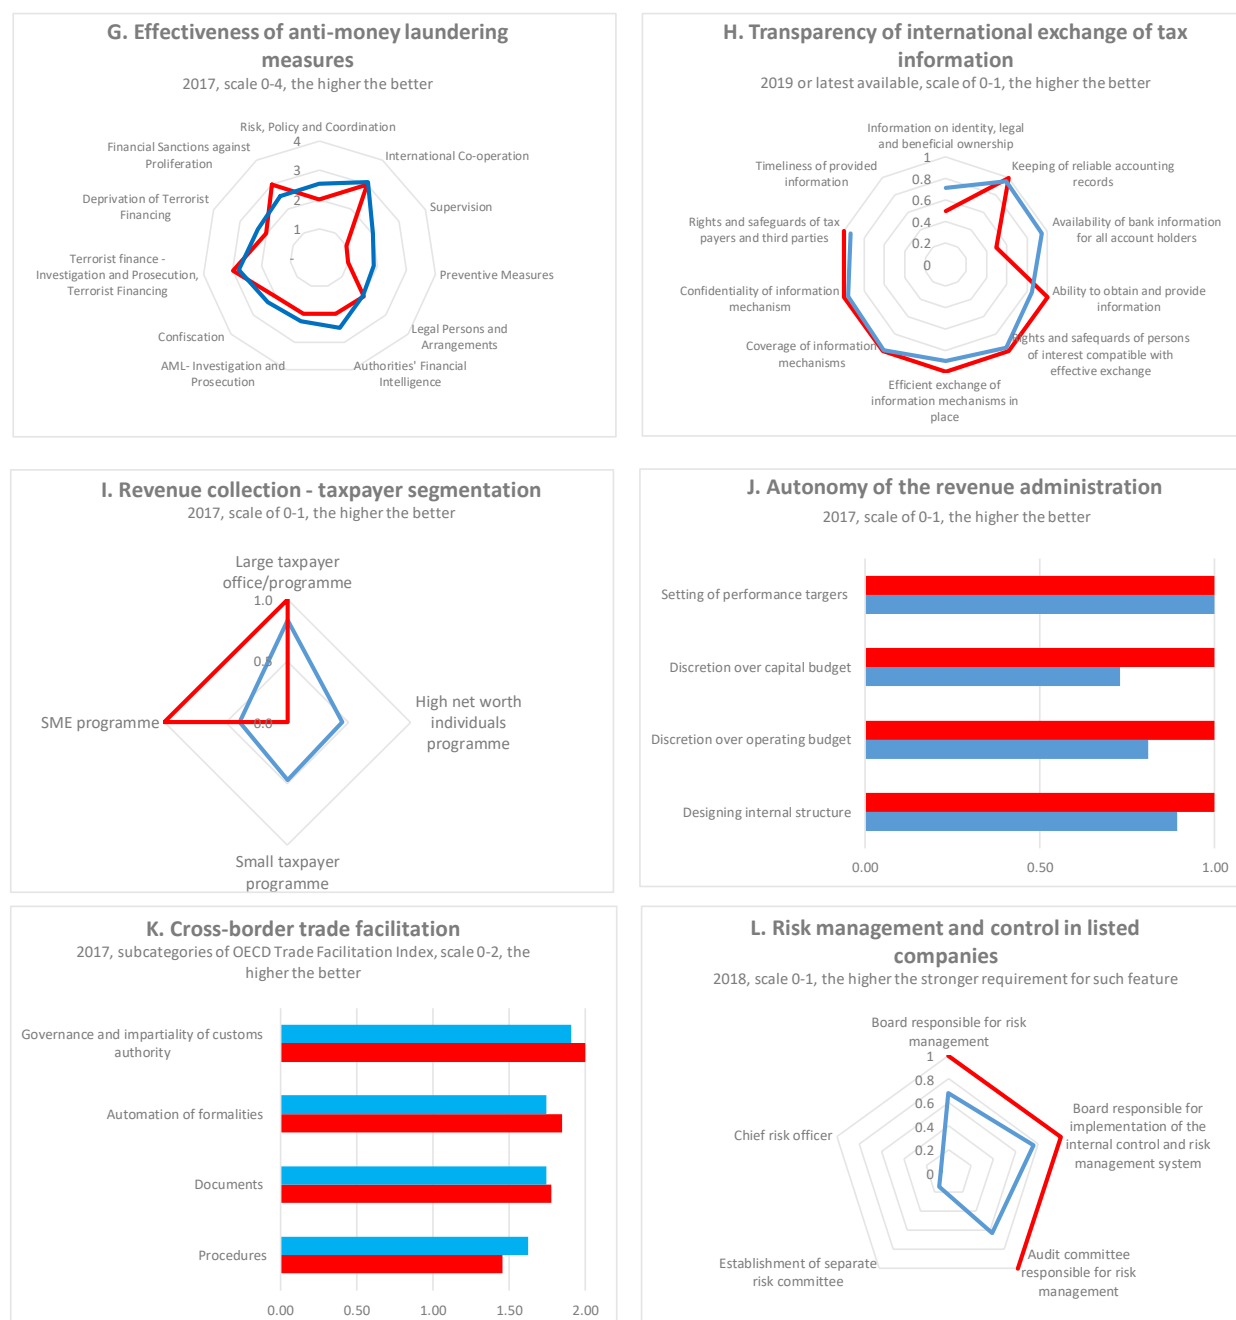 G. Effectiveness of anti-money laundering
measures
2017, scale 0-4, the higher the better
Risk, Policy and Coordination
4
3
2
1
-
International Co-operation
Supervision
Preventive Measures
Legal Persons and
Arrangements
Authorities' Financial
Intelligence
AML- Investigation and
Prosecution
Confiscation
Terrorist finance -
Investigation and Prosecution,
Terrorist Financing
Deprivation of Terrorist
Financing
Financial Sanctions against
Proliferation
H. Transparency of international exchange of tax
information
2019 or latest available, scale of 0-1, the higher the better
Information on identity, legal
and beneficial ownership
1
0.8
0.6
0.4
0.2
0
Keeping of reliable accounting
records
Availability of bank information
for all account holders
Ability to obtain and provide
information
Rights and safequards of persons
of interest compatible with
effective exchange
Efficient exchange of
information mechanisms in
place
Coverage of information
mechanisms
Confidentiality of information
mechanism
Rights and safeguards of tax
payers and third parties
Timeliness of provided
information
I. Revenue collection - taxpayer segmentation
2017, scale of 0-1, the higher the better
Large taxpayer
office/programme
1.0
0.5
0.0
High net worth
individuals
programme
Small taxpayer
programme
SME programme
J. Autonomy of the revenue administration
2017, scale of 0-1, the higher the better
Setting of performance targers
Discretion over capital budget
Discretion over operating budget
Designing internal structure
0.00
0.50
1.00
K. Cross-border trade facilitation
2017, subcategories of OECD Trade Facilitation Index, scale 0-2, the
higher the better
Governance and impartiality of customs
authority
Automation of formalities
Documents
Procedures
0.00
0.50
1.00
1.50
2.00
L. Risk management and control in listed
companies
2018, scale 0-1, the higher the stronger requirement for such feature
Board responsible for risk
management
1
0.8
0.6
0.4
0.2
0
Board responsible for
implementation of the
internal control and risk
management system
Audit committee
responsible for risk
management
Establishment of separate
risk committee
Chief risk officer